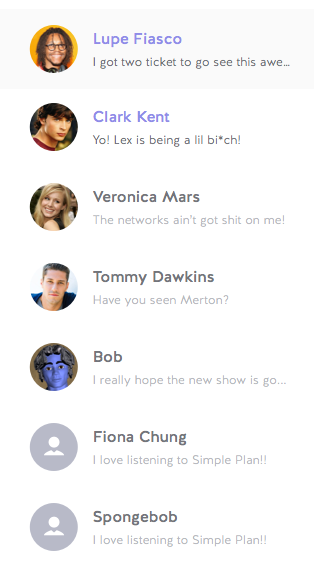 Lupe Fiasco
I got two ticket to go see this awe...
Clark Kent
Yo! Lex is being a lil bi*ch!
Veronica Mars
The networks ain't got shit on me!
Tommy Dawkins
Have you seen Merton?
Bob
I really hope the new show is go...
Fiona Chung
I love listening to Simple Plan!!
Spongebob
I love listening to Simple Plan!!